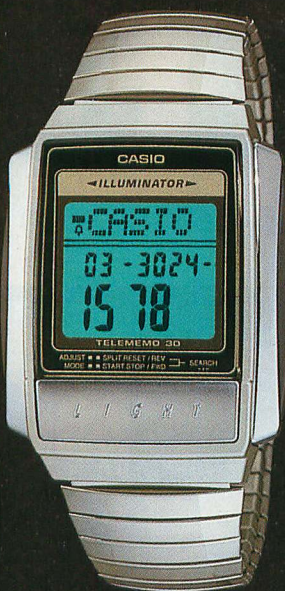 CASIO
ILLUMINATOR
CASIO
03-3024-
1578
TELEMEMO 30
ADJUST SPLIT RESET / REV
MODE START STOP / FWD SEARCH
LIGHT